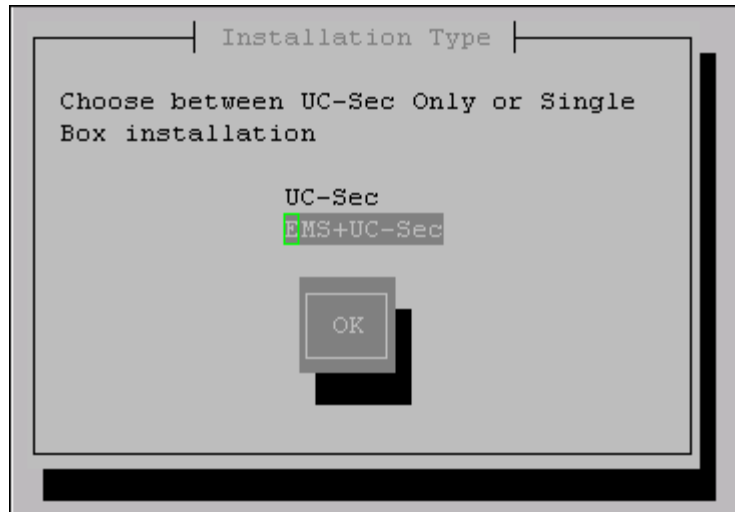 Installation Type
Choose between UC-Sec Only or Single
Box installation
UC-Sec
EMS+UC-Sec
OK